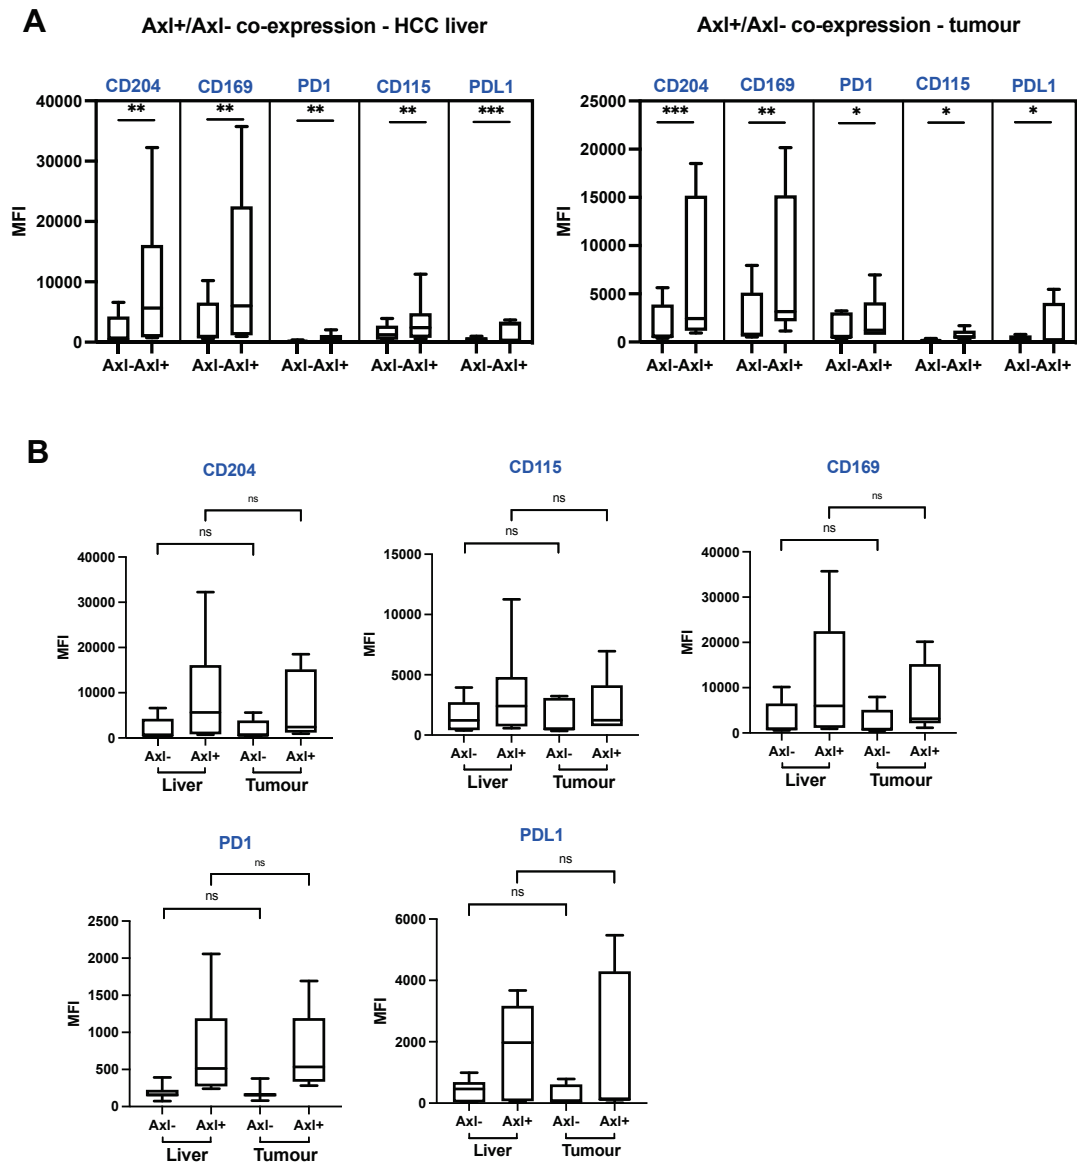 A
Axl+/Axl- co-expression - HCC liver
Axl+/Axl- co-expression - tumour
CD204 CD169 PD1 CD115 PDL1
CD204 CD169 PD1 CD115 PDL1
** ** ** ** ***
*** ** * * *
MFI
40000
30000
20000
10000
0
Axl-Axl+ Axl-Axl+ Axl-Axl+ Axl-Axl+ Axl-Axl+
MFI
25000
20000
15000
10000
5000
0
Axl-Axl+ Axl-Axl+ Axl-Axl+ Axl-Axl+ Axl-Axl+
B
CD204
ns
ns
MFI
40000
30000
20000
10000
0
Axl- Axl+ Axl- Axl+
Liver Tumour
CD115
ns
ns
MFI
15000
10000
5000
0
Axl- Axl+ Axl- Axl+
Liver Tumour
CD169
ns
ns
MFI
40000
30000
20000
10000
0
Axl- Axl+ Axl- Axl+
Liver Tumour
PD1
ns
ns
MFI
2500
2000
1500
1000
500
0
Axl- Axl+ Axl- Axl+
Liver Tumour
PDL1
ns
ns
MFI
6000
4000
2000
0
Axl- Axl+ Axl- Axl+
Liver Tumour